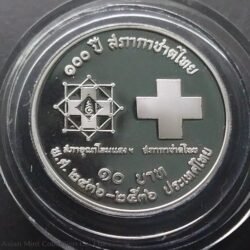 ๑๐๐ ปี สภากาชาดไทย
สภาอุณาโลมแดง ฯ สภากาชาดไทย
๑๐ บาท
พ.ศ. ๒๔๓๖-๒๕๓๖ ประเทศไทย